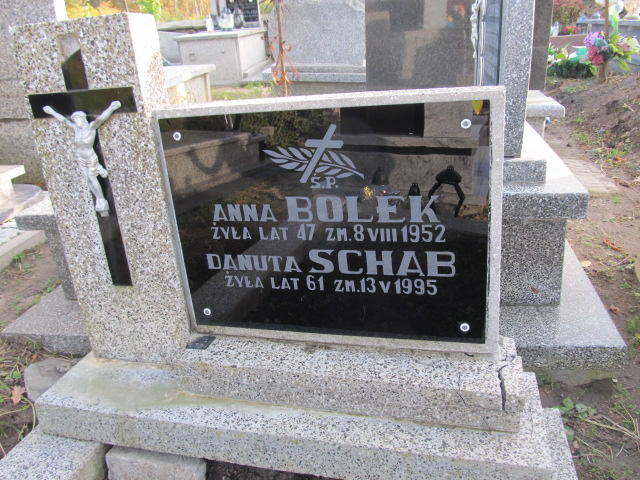 Ś.P.
ANNA BOLEK
ŻYŁA LAT 47 ZM. 8 VIII 1952
DANUTA SCHAB
ŻYŁA LAT 61 ZM. 13 V 1995